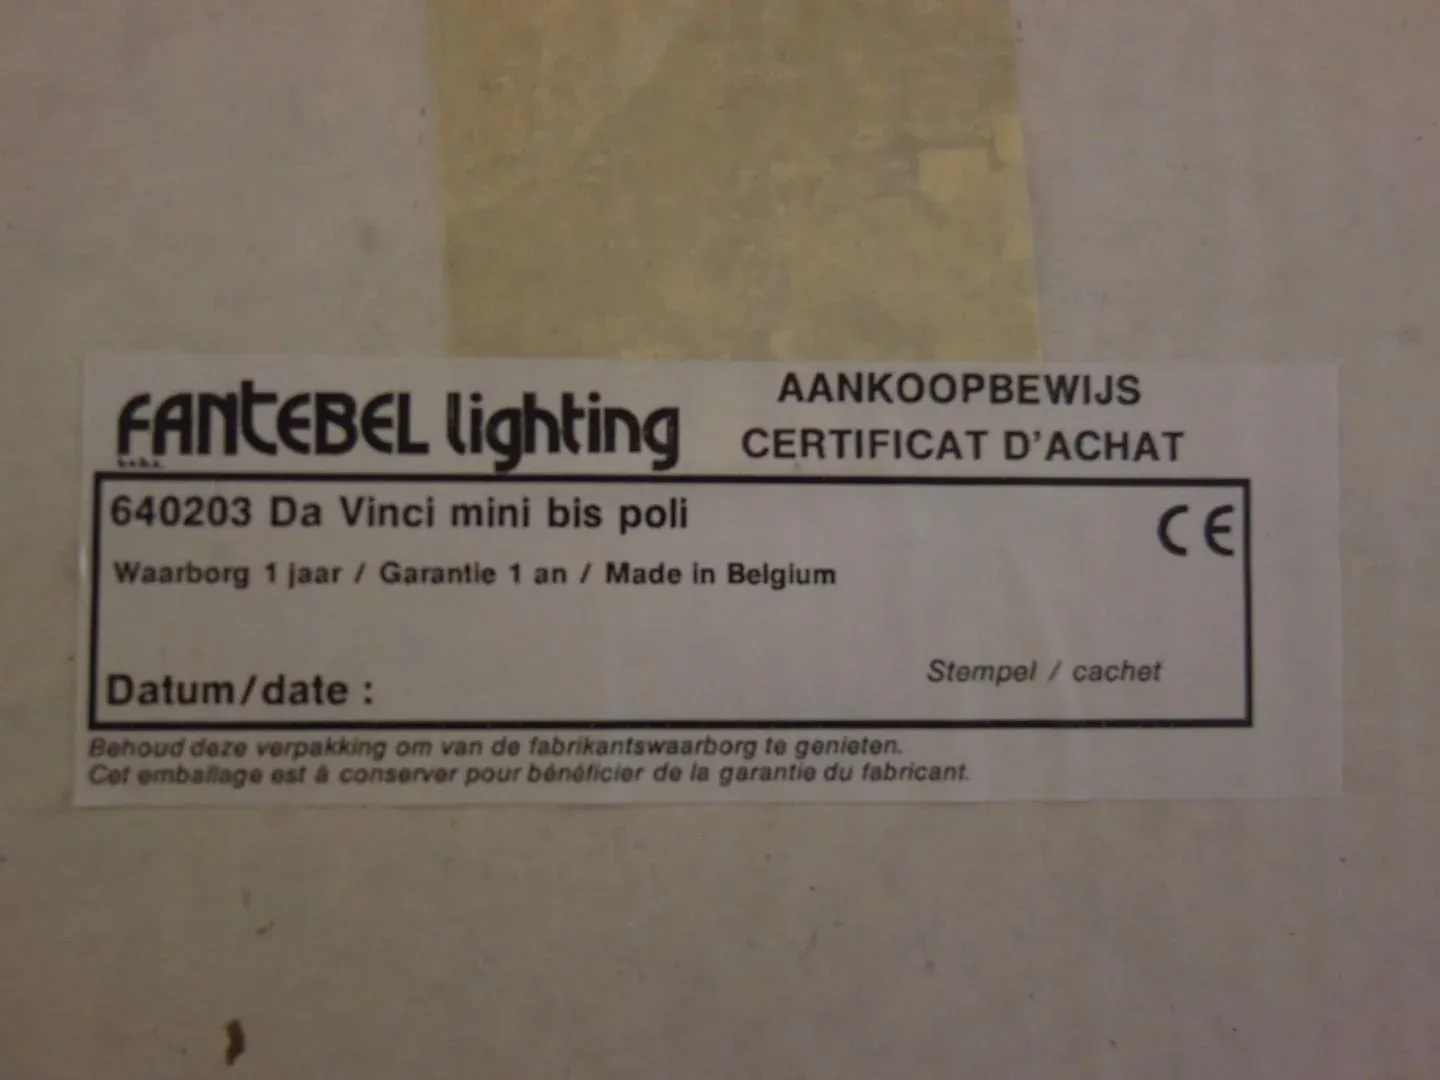 FANTEBEL lighting
AANKOOPBEWIJS
CERTIFICAT D'ACHAT
640203 Da Vinci mini bis poli
CE
Waarborg 1 jaar / Garantie 1 an / Made in Belgium
Stempel / cachet
Datum/date :
Behoud deze verpakking om van de fabrikantswaarborg te genieten.
Cet emballage est à conserver pour bénéficier de la garantie du fabricant.